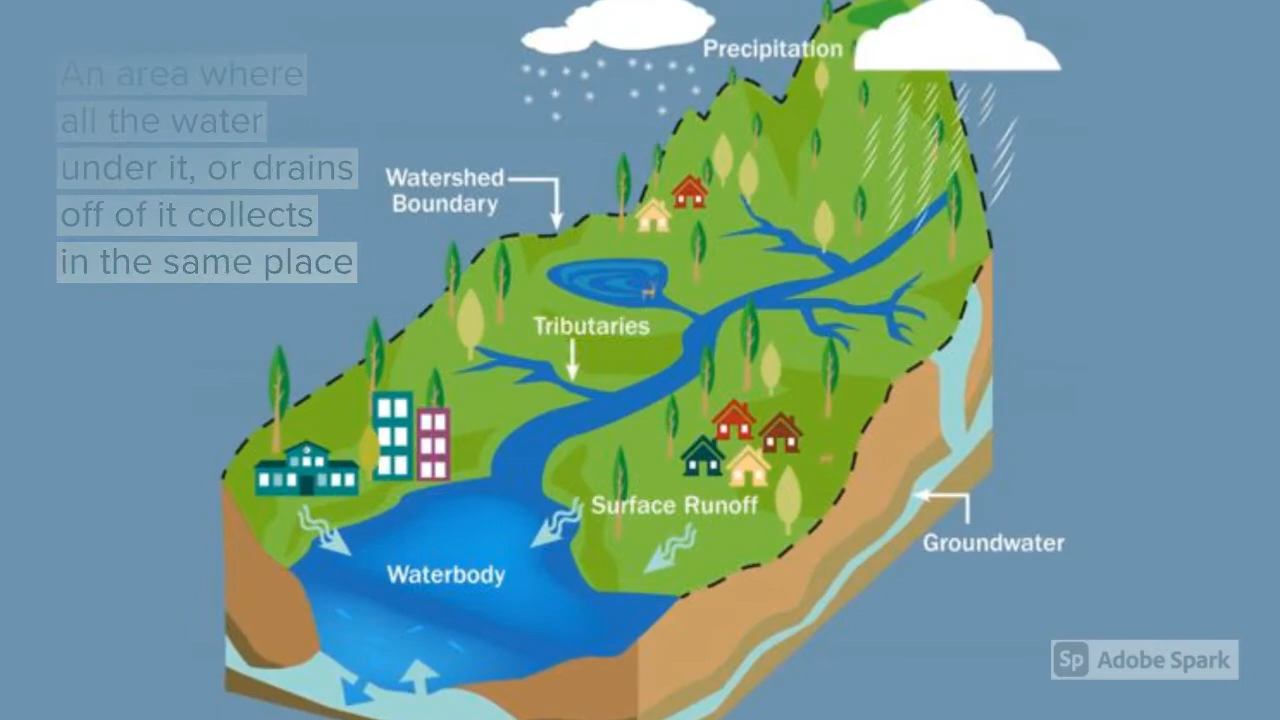 An area where
all the water
under it, or drains
off of it collects
in the same place
Precipitation
Watershed
Boundary
Tributaries
Surface Runoff
Groundwater
Waterbody
Sp Adobe Spark